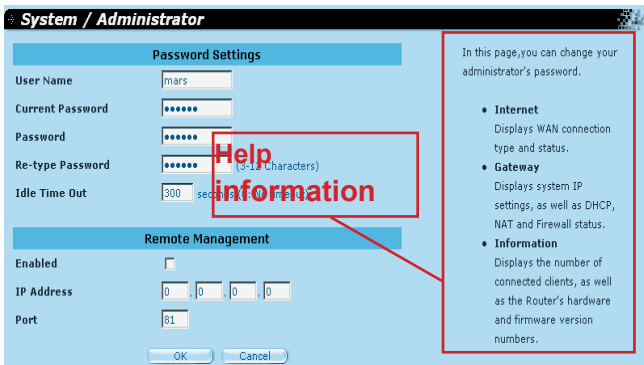 System / Administrator
Password Settings
User Name mars
Current Password ••••••
Password ••••••
Re-type Password •••••• (3-12 Characters)
Idle Time Out 300 seconds
Remote Management
Enabled
IP Address 0 . 0 . 0 . 0
Port 81
OK Cancel
Help
information
In this page,you can change your
administrator's password.
• Internet
Displays WAN connection
type and status.
• Gateway
Displays system IP
settings, as well as DHCP,
NAT and Firewall status.
• Information
Displays the number of
connected clients, as well
as the Router's hardware
and firmware version
numbers.